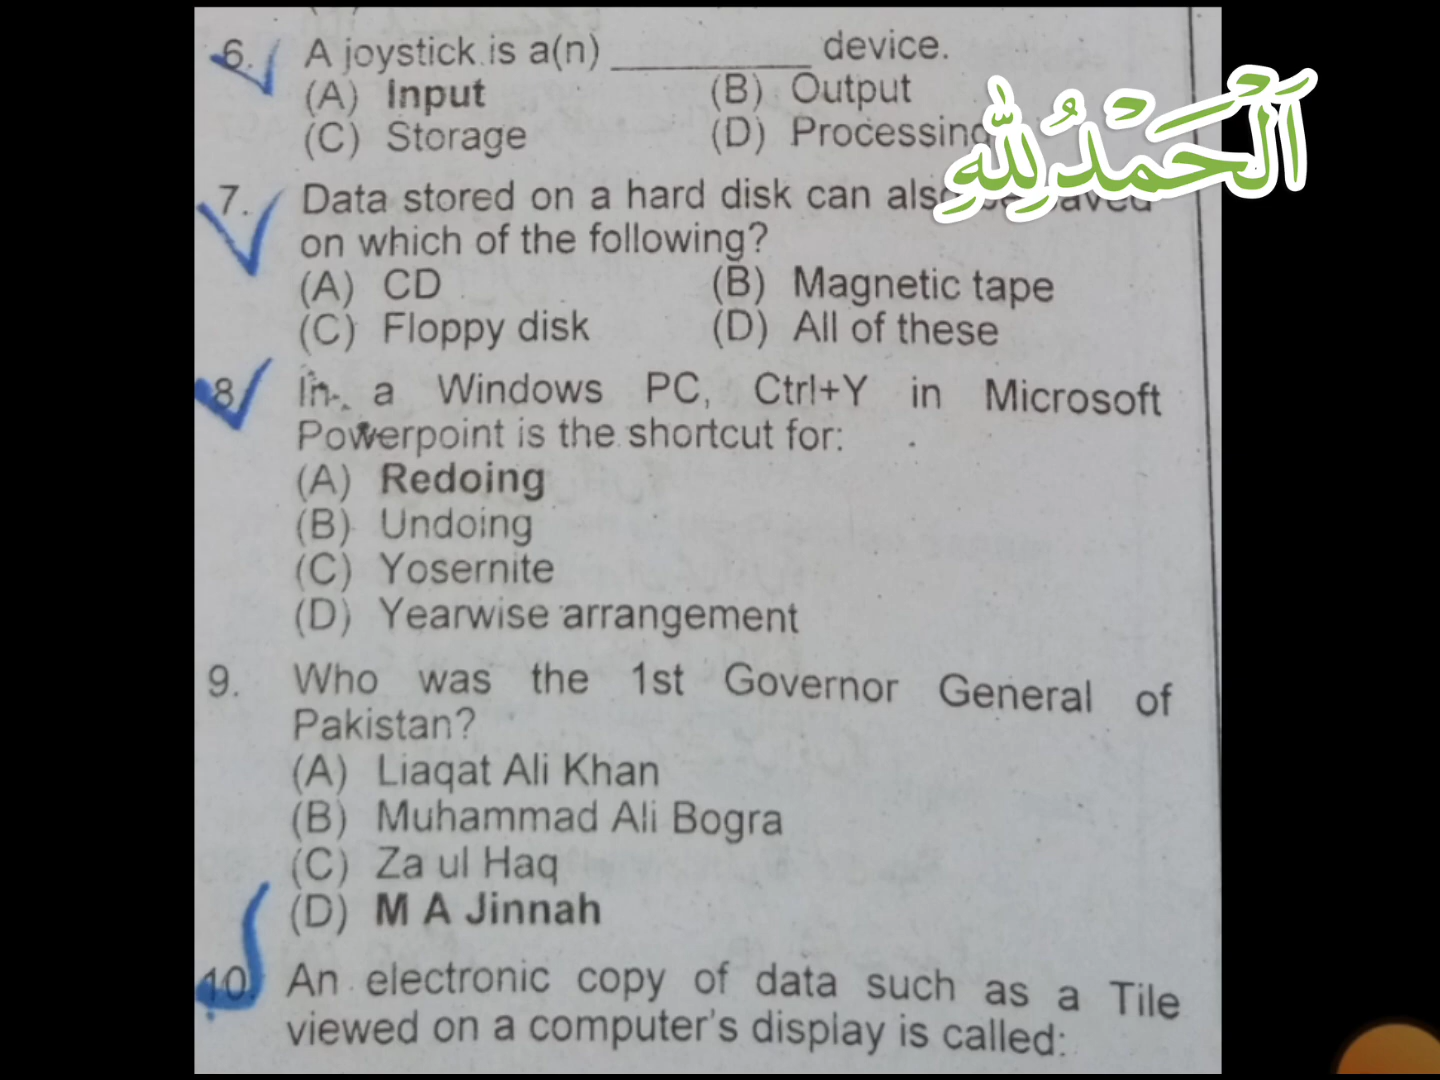 6. A joystick is a(n) __________ device.
(A) Input (B) Output
(C) Storage (D) Processing
اَلْحَمْدُلِلّٰهِ
7. Data stored on a hard disk can also be saved
on which of the following?
(A) CD (B) Magnetic tape
(C) Floppy disk (D) All of these
8. In a Windows PC, Ctrl+Y in Microsoft
Powerpoint is the shortcut for:
(A) Redoing
(B) Undoing
(C) Yosernite
(D) Yearwise arrangement
9. Who was the 1st Governor General of
Pakistan?
(A) Liaqat Ali Khan
(B) Muhammad Ali Bogra
(C) Za ul Haq
(D) M A Jinnah
10. An electronic copy of data such as a Tile
viewed on a computer's display is called: